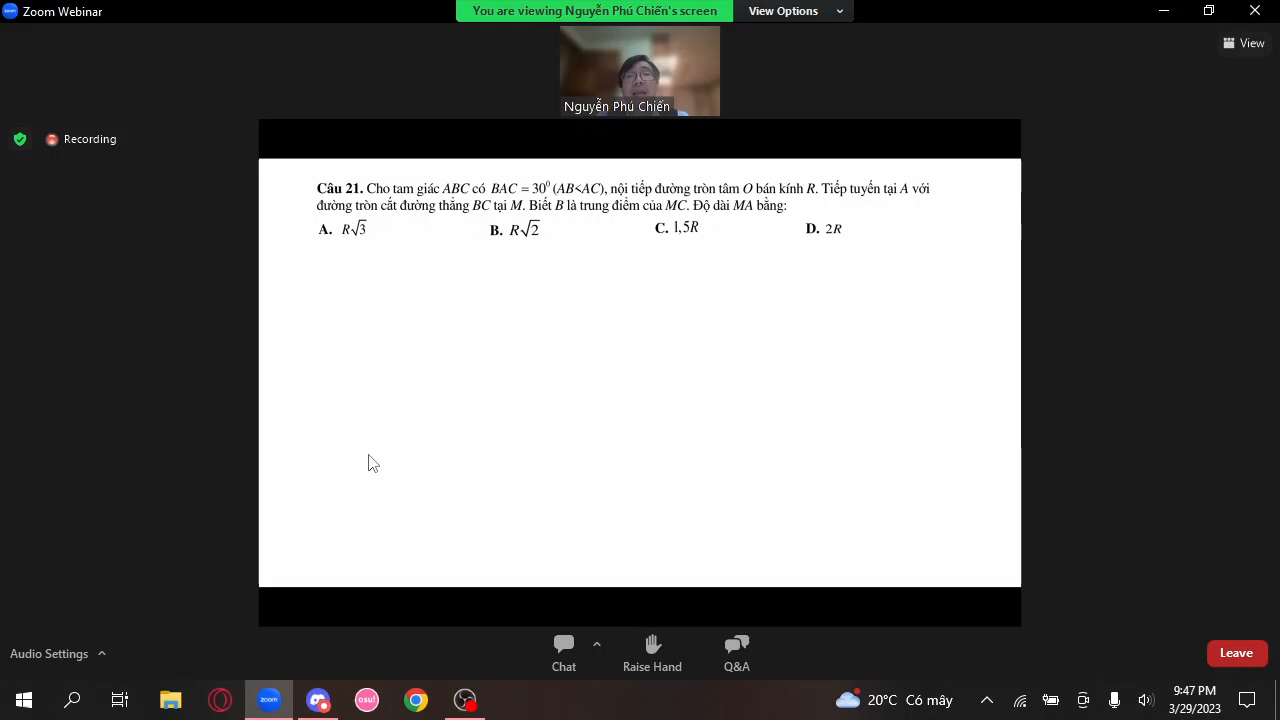 Zoom Webinar
You are viewing Nguyễn Phú Chiến's screen
View Options
View
Nguyễn Phú Chiến
Recording
Câu 21. Cho tam giác ABC có BAC = 30⁰ (AB<AC), nội tiếp đường tròn tâm O bán kính R. Tiếp tuyến tại A với
đường tròn cắt đường thẳng BC tại M. Biết B là trung điểm của MC. Độ dài MA bằng:
A. R√3 B. R√2 C. 1,5R D. 2R
Audio Settings
Chat
Raise Hand
Q&A
Leave
zoom
osu!
20°C Có mây
9:47 PM
3/29/2023